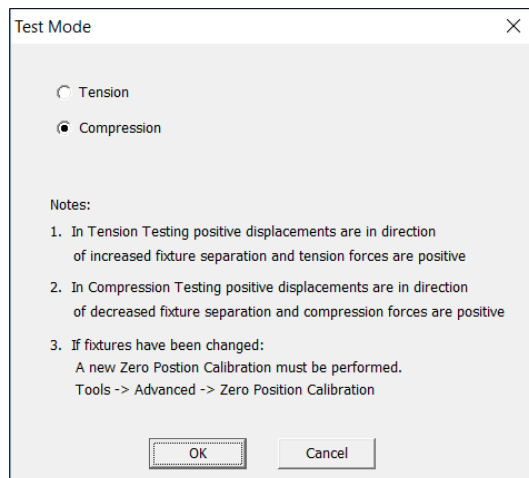 Test Mode
Tension
Compression
Notes:
1. In Tension Testing positive displacements are in direction
of increased fixture separation and tension forces are positive
2. In Compression Testing positive displacements are in direction
of decreased fixture separation and compression forces are positive
3. If fixtures have been changed:
A new Zero Postion Calibration must be performed.
Tools -> Advanced -> Zero Position Calibration
OK
Cancel